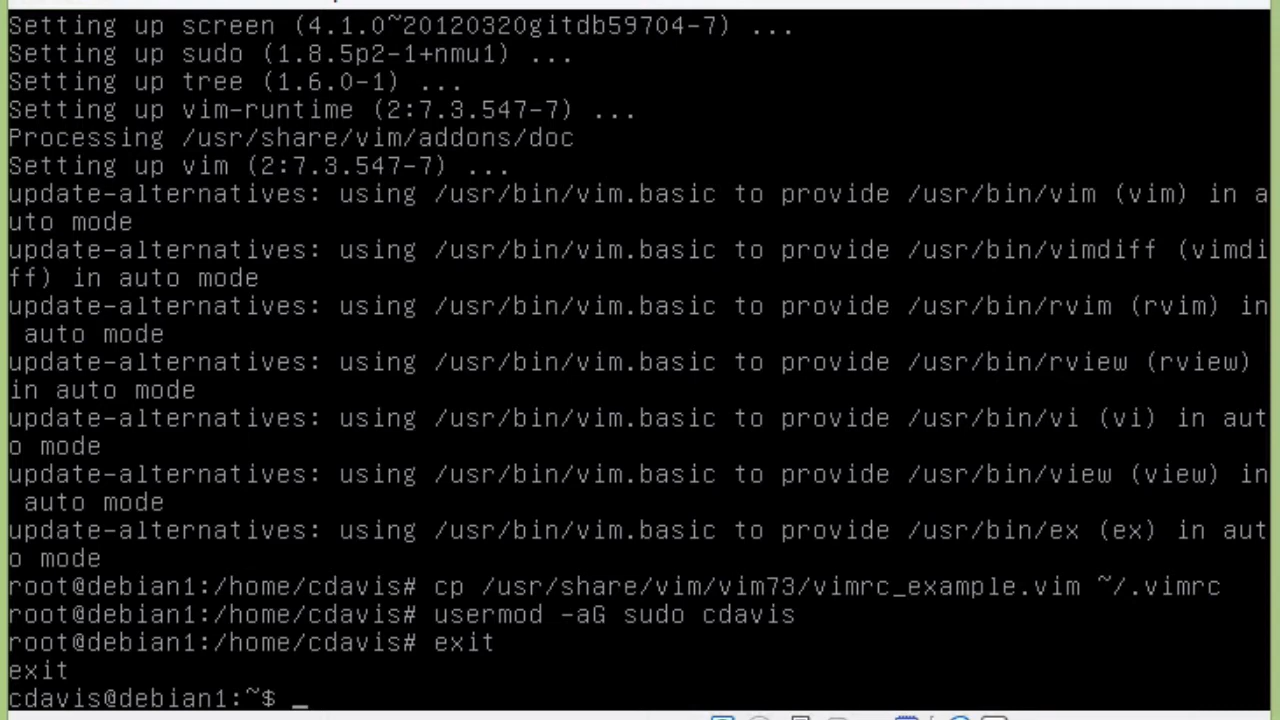 Setting up screen (4.1.0~20120320gitdb59704-7) ...
Setting up sudo (1.8.5p2-1+nmu1) ...
Setting up tree (1.6.0-1) ...
Setting up vim-runtime (2:7.3.547-7) ...
Processing /usr/share/vim/addons/doc
Setting up vim (2:7.3.547-7) ...
update-alternatives: using /usr/bin/vim.basic to provide /usr/bin/vim (vim) in a
uto mode
update-alternatives: using /usr/bin/vim.basic to provide /usr/bin/vimdiff (vimdi
ff) in auto mode
update-alternatives: using /usr/bin/vim.basic to provide /usr/bin/rvim (rvim) in
 auto mode
update-alternatives: using /usr/bin/vim.basic to provide /usr/bin/rview (rview)
in auto mode
update-alternatives: using /usr/bin/vim.basic to provide /usr/bin/vi (vi) in aut
o mode
update-alternatives: using /usr/bin/vim.basic to provide /usr/bin/view (view) in
 auto mode
update-alternatives: using /usr/bin/vim.basic to provide /usr/bin/ex (ex) in aut
o mode
root@debian1:/home/cdavis# cp /usr/share/vim/vim73/vimrc_example.vim ~/.vimrc
root@debian1:/home/cdavis# usermod -aG sudo cdavis
root@debian1:/home/cdavis# exit
exit
cdavis@debian1:~$ _